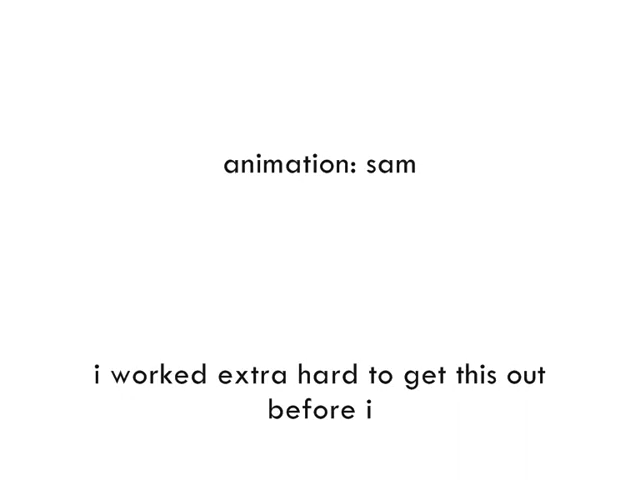 animation: sam
i worked extra hard to get this out
before i